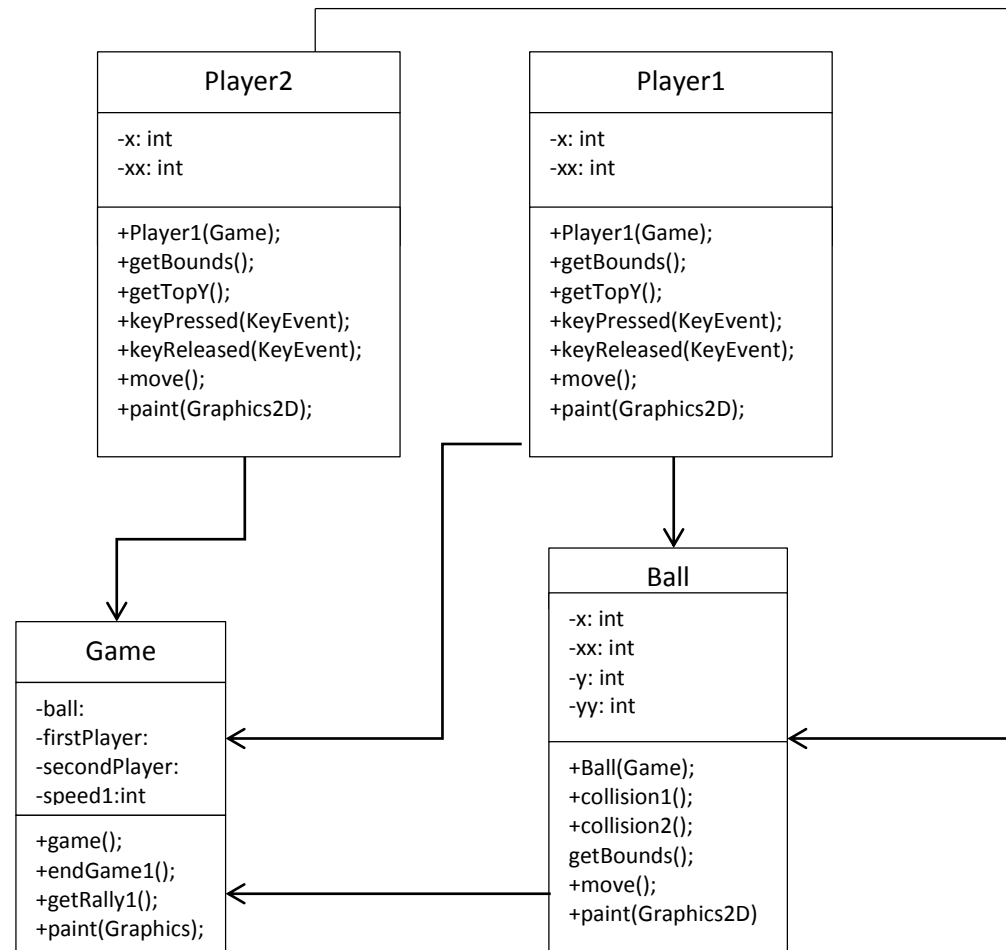 Player2
-x: int
-xx: int
+Player1(Game);
+getBounds();
+getTopY();
+keyPressed(KeyEvent);
+keyReleased(KeyEvent);
+move();
+paint(Graphics2D);
Player1
-x: int
-xx: int
+Player1(Game);
+getBounds();
+getTopY();
+keyPressed(KeyEvent);
+keyReleased(KeyEvent);
+move();
+paint(Graphics2D);
Game
-ball:
-firstPlayer:
-secondPlayer:
-speed1:int
+game();
+endGame1();
+getRally1();
+paint(Graphics);
Ball
-x: int
-xx: int
-y: int
-yy: int
+Ball(Game);
+collision1();
+collision2();
getBounds();
+move();
+paint(Graphics2D)